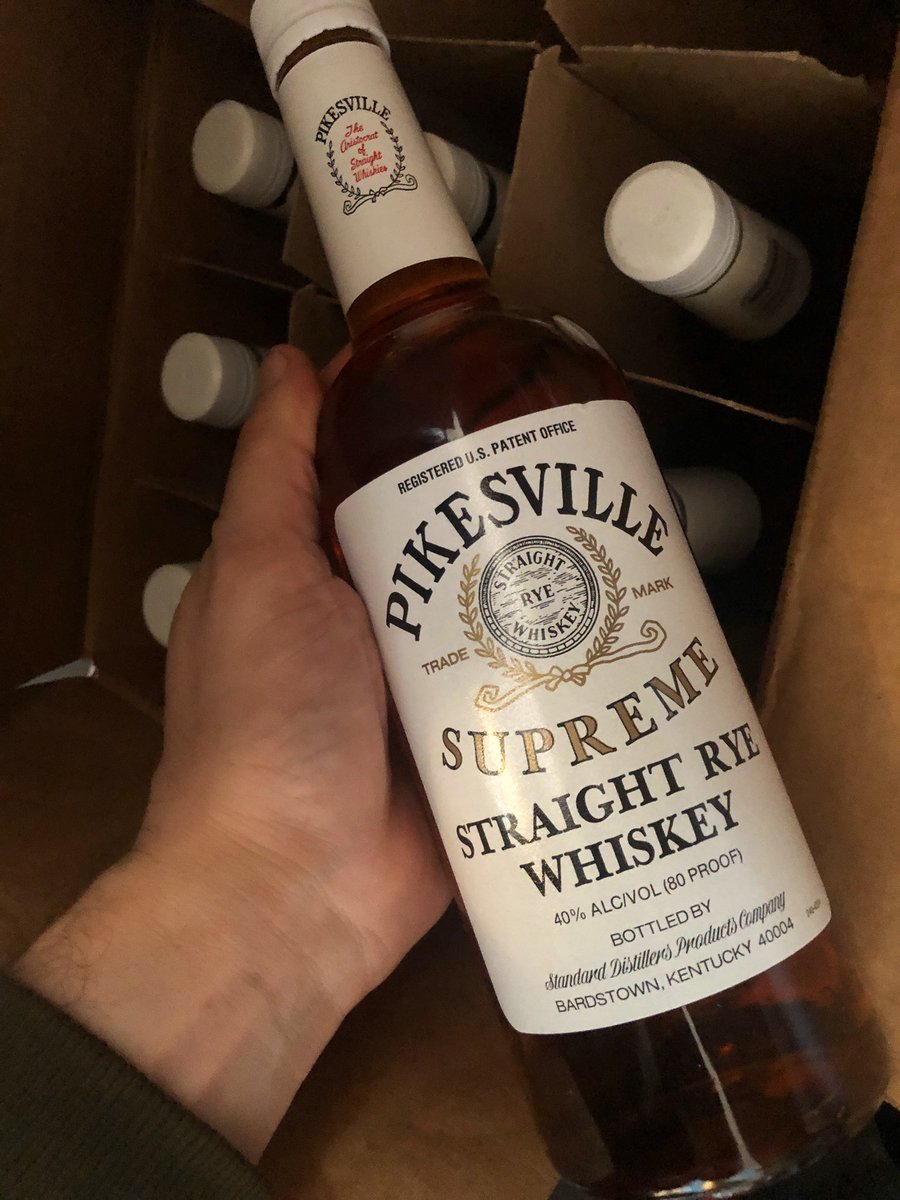 PIKESVILLE
The
Aristocrat
of
Straight
Whiskies
REGISTERED U.S. PATENT OFFICE
PIKESVILLE
STRAIGHT
RYE
WHISKEY
TRADE MARK
SUPREME
STRAIGHT RYE
WHISKEY
40% ALC/VOL (80 PROOF)
BOTTLED BY
Standard Distillers Products Company
BARDSTOWN, KENTUCKY 40004